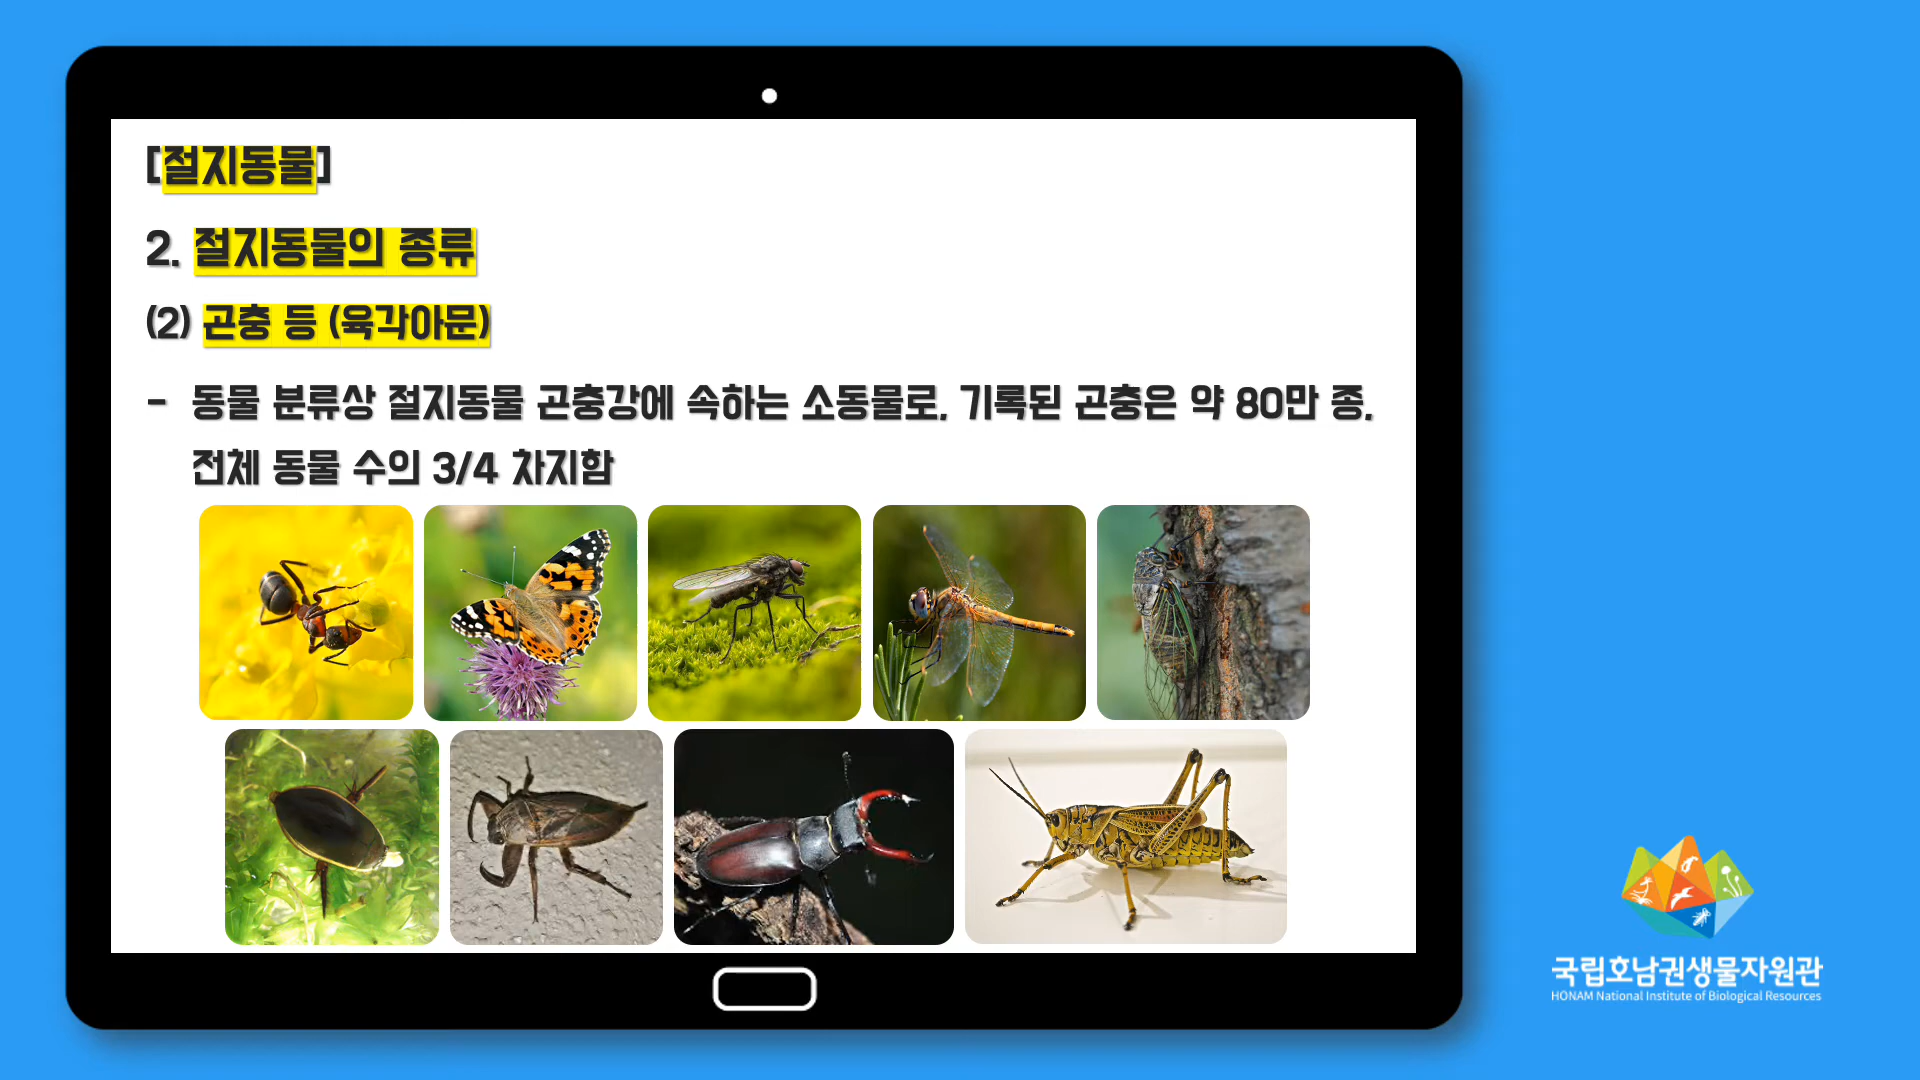 [절지동물]
2. 절지동물의 종류
(2) 곤충 등 (육각아문)
- 동물 분류상 절지동물 곤충강에 속하는 소동물로, 기록된 곤충은 약 80만 종,
전체 동물 수의 3/4 차지함
국립호남권생물자원관
HONAM National Institute of Biological Resources